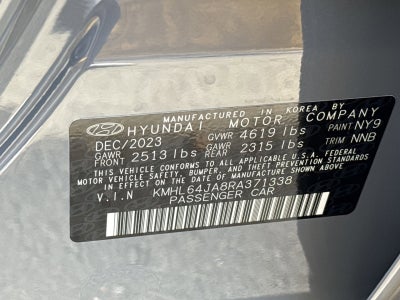 MANUFACTURED IN KOREA BY
HYUNDAI MOTOR COMPANY
DEC/2023 GVWR 4619 lbs PAINT NY9
GAWR FRONT 2513 lbs GAWR REAR 2315 lbs TRIM NNB
THIS VEHICLE CONFORMS TO ALL APPLICABLE U.S.A FEDERAL
MOTOR VEHICLE SAFETY, BUMPER, AND THEFT PREVENTION
STANDARDS IN EFFECT ON THE DATE OF MANUFACTURE SHOWN ABOVE.
V.I.N KMHL64JA8RA371338
PASSENGER CAR